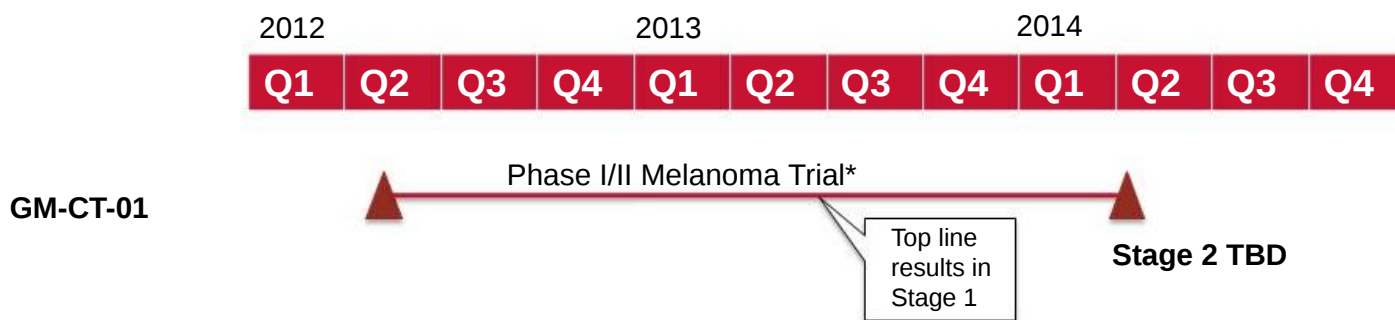 2012 2013 2014
Q1 Q2 Q3 Q4 Q1 Q2 Q3 Q4 Q1 Q2 Q3 Q4
Phase I/II Melanoma Trial*
GM-CT-01
Top line
results in
Stage 1
Stage 2 TBD